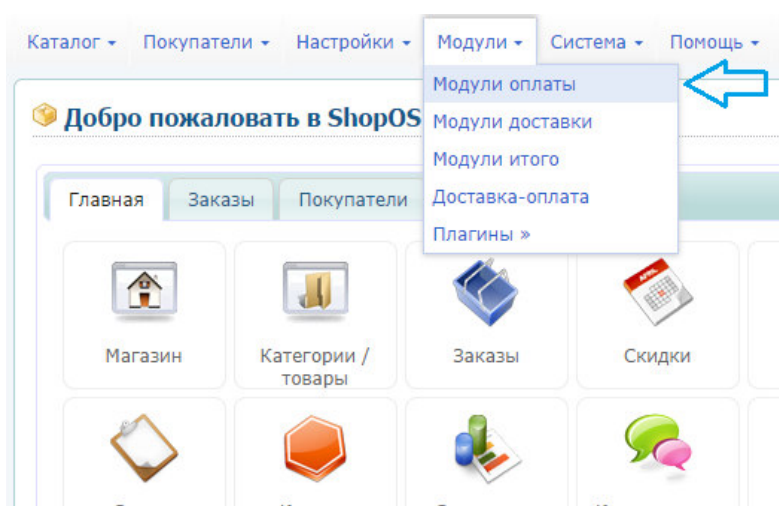 Каталог Покупатели Настройки Модули Система Помощь
Модули оплаты
Модули доставки
Модули итого
Доставка-оплата
Плагины »
Добро пожаловать в ShopOS
Главная Заказы Покупатели
Магазин
Категории /
товары
Заказы
Скидки